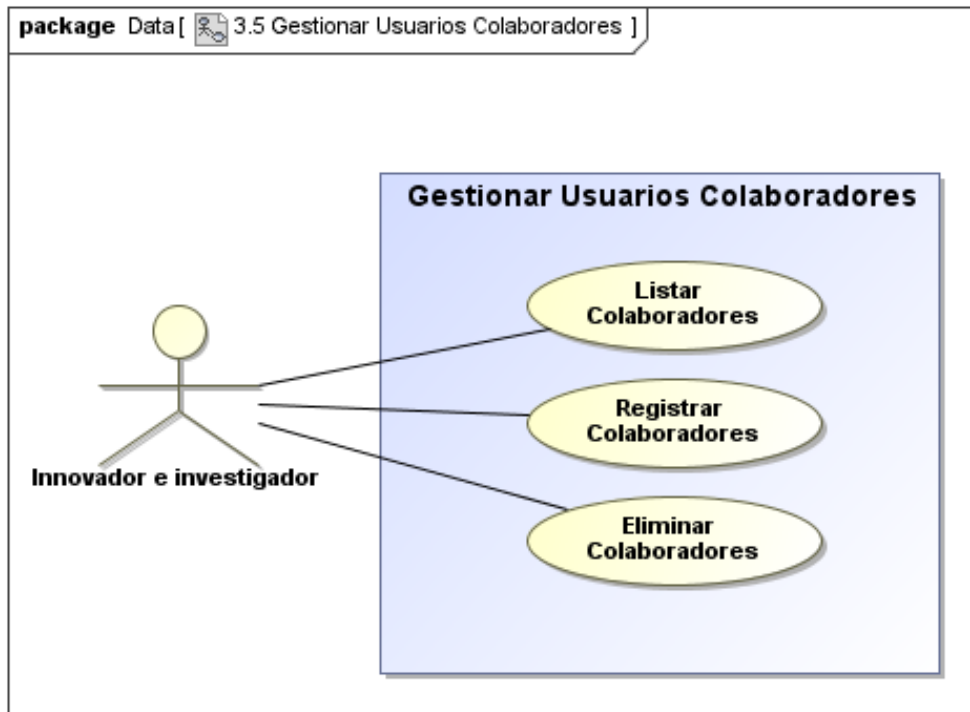 package Data [ 3.5 Gestionar Usuarios Colaboradores ]
Gestionar Usuarios Colaboradores
Listar
Colaboradores
Registrar
Colaboradores
Eliminar
Colaboradores
Innovador e investigador